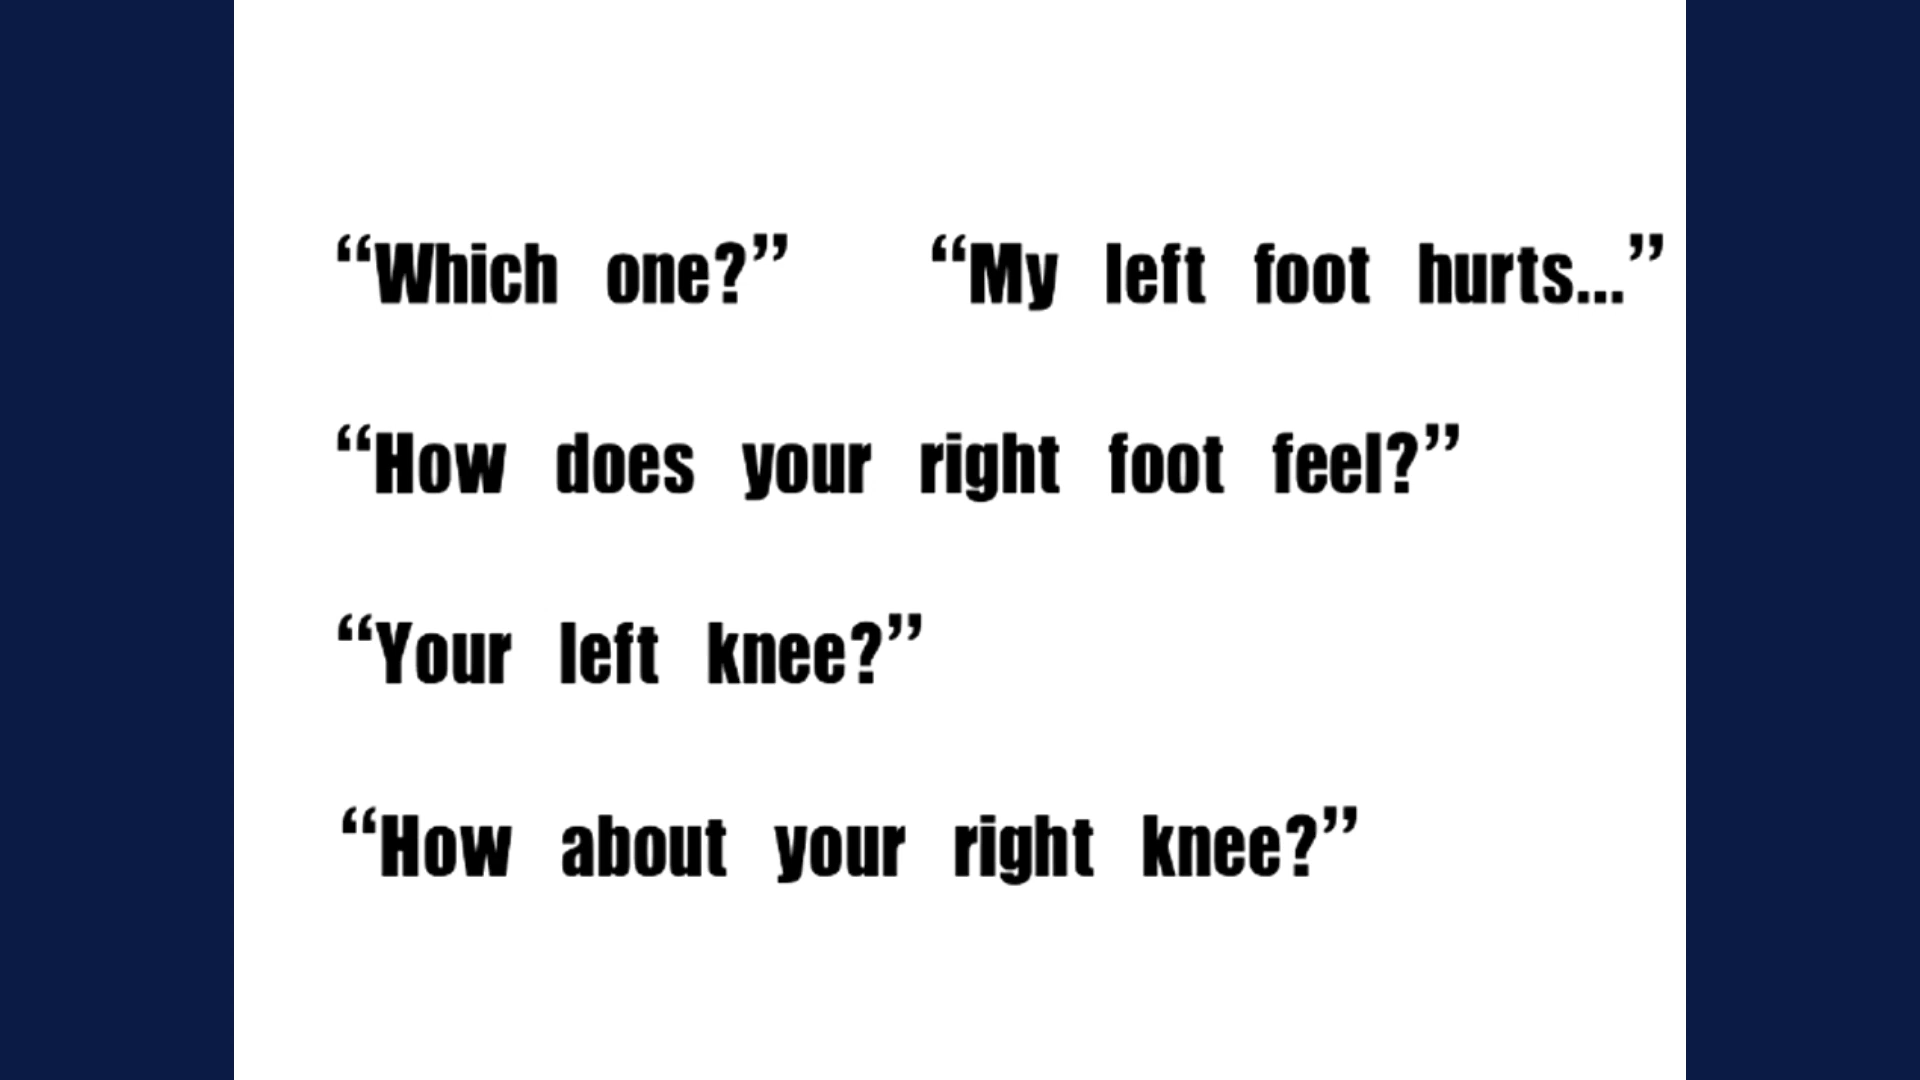 “Which one?” “My left foot hurts...”
“How does your right foot feel?”
“Your left knee?”
“How about your right knee?”